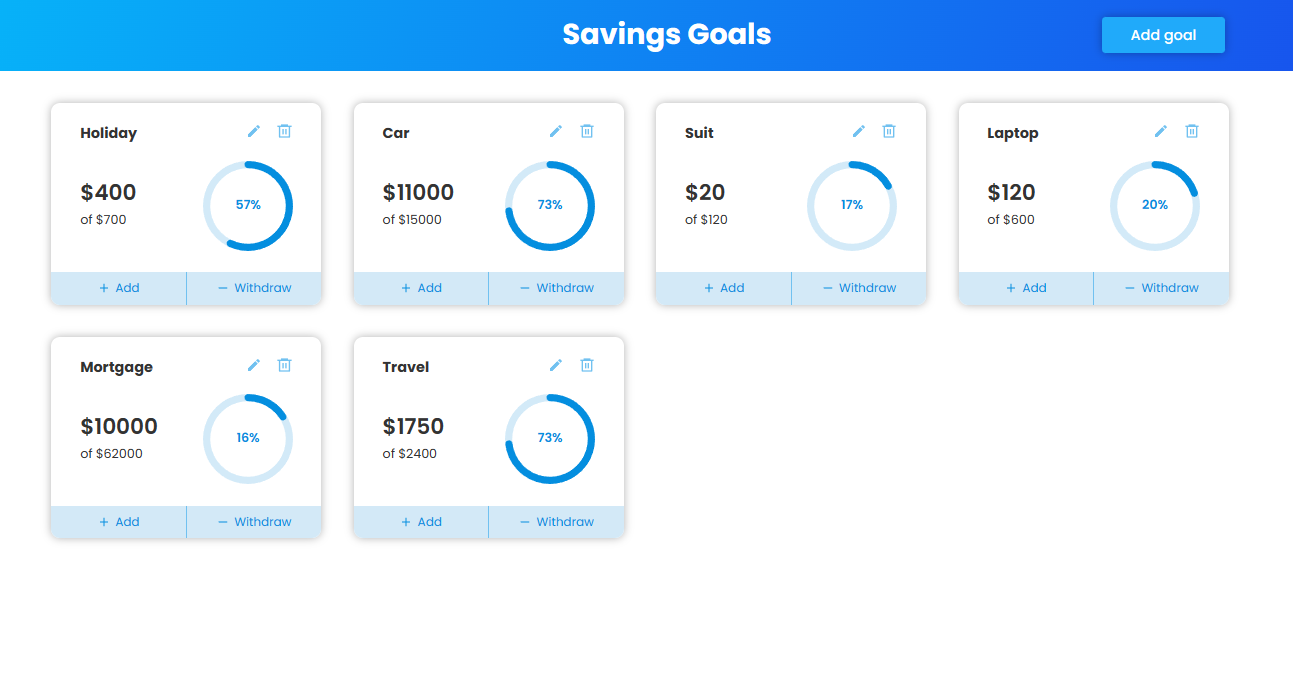 Savings Goals
Add goal
Holiday
$400
of $700
57%
+ Add
− Withdraw
Car
$11000
of $15000
73%
+ Add
− Withdraw
Suit
$20
of $120
17%
+ Add
− Withdraw
Laptop
$120
of $600
20%
+ Add
− Withdraw
Mortgage
$10000
of $62000
16%
+ Add
− Withdraw
Travel
$1750
of $2400
73%
+ Add
− Withdraw